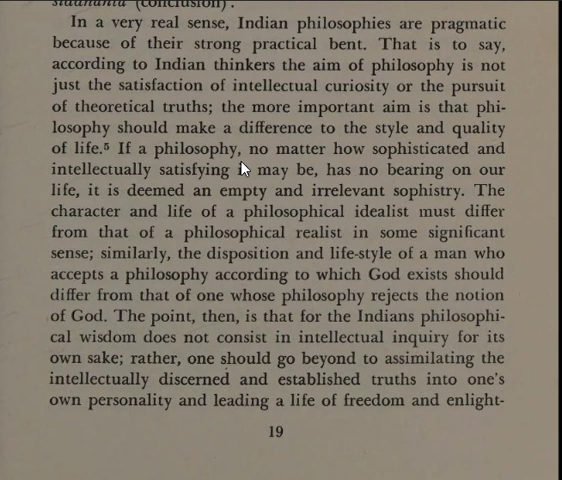 siddhanta (conclusion).
In a very real sense, Indian philosophies are pragmatic
because of their strong practical bent. That is to say,
according to Indian thinkers the aim of philosophy is not
just the satisfaction of intellectual curiosity or the pursuit
of theoretical truths; the more important aim is that phi-
losophy should make a difference to the style and quality
of life.⁵ If a philosophy, no matter how sophisticated and
intellectually satisfying it may be, has no bearing on our
life, it is deemed an empty and irrelevant sophistry. The
character and life of a philosophical idealist must differ
from that of a philosophical realist in some significant
sense; similarly, the disposition and life-style of a man who
accepts a philosophy according to which God exists should
differ from that of one whose philosophy rejects the notion
of God. The point, then, is that for the Indians philosophi-
cal wisdom does not consist in intellectual inquiry for its
own sake; rather, one should go beyond to assimilating the
intellectually discerned and established truths into one's
own personality and leading a life of freedom and enlight-
19